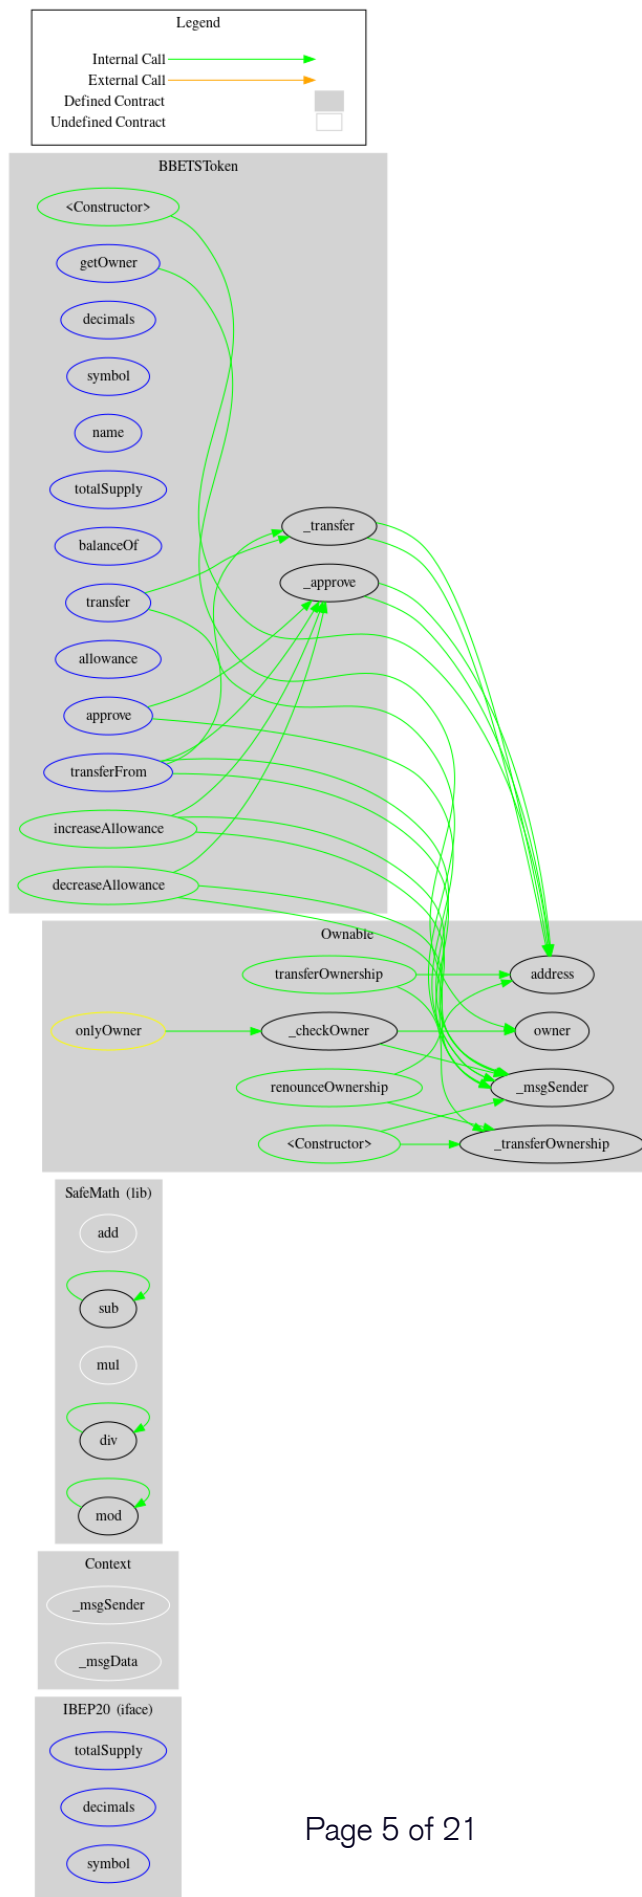 Legend
Internal Call
External Call
Defined Contract
Undefined Contract
BBETSToken
<Constructor>
getOwner
decimals
symbol
name
totalSupply
balanceOf
transfer
allowance
approve
transferFrom
increaseAllowance
decreaseAllowance
_transfer
_approve
Ownable
transferOwnership
address
onlyOwner
_checkOwner
owner
renounceOwnership
_msgSender
<Constructor>
_transferOwnership
SafeMath (lib)
add
sub
mul
div
mod
Context
_msgSender
_msgData
IBEP20 (iface)
totalSupply
decimals
symbol
Page 5 of 21